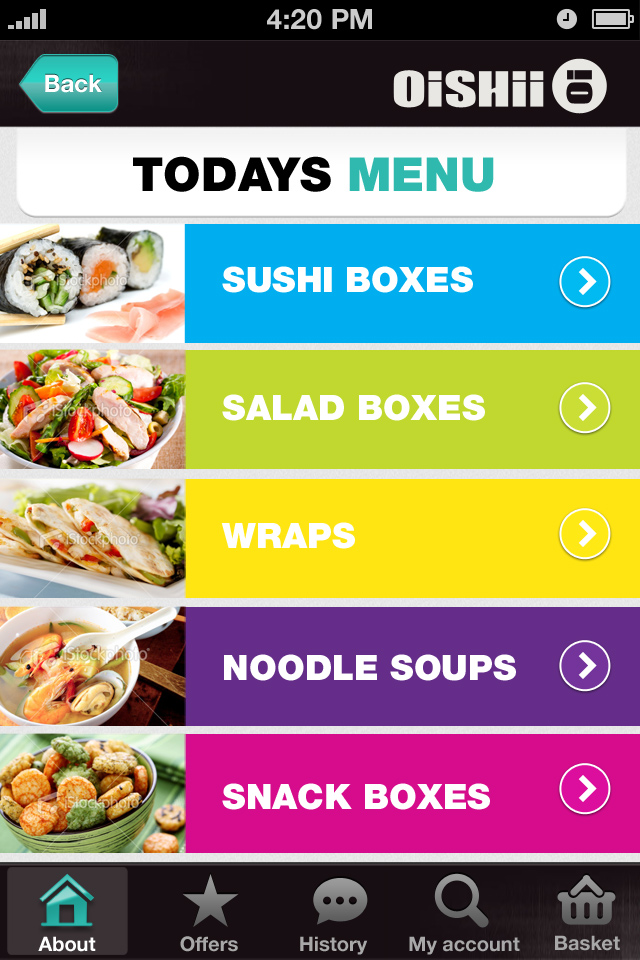 4:20 PM
Back
OiSHii
TODAYS MENU
iStockphoto
SUSHI BOXES
iStockphoto
SALAD BOXES
iStockphoto
WRAPS
iStockphoto
NOODLE SOUPS
iStockphoto
SNACK BOXES
About
Offers
History
My account
Basket